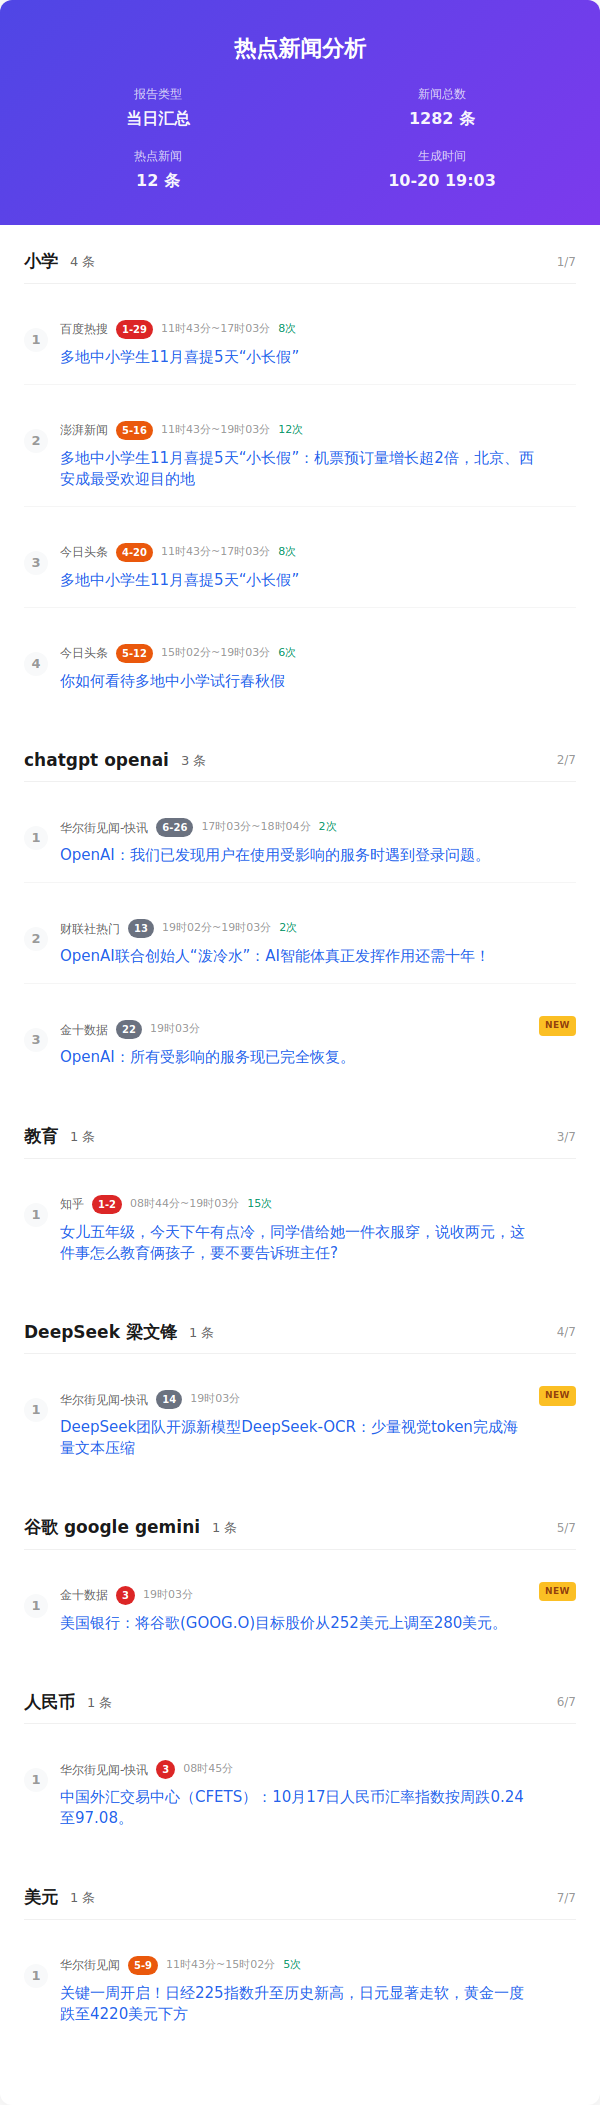 热点新闻分析
报告类型
当日汇总
新闻总数
1282 条
热点新闻
12 条
生成时间
10-20 19:03
小学 4 条 1/7
1 百度热搜 1-29 11时43分~17时03分 8次
多地中小学生11月喜提5天“小长假”
2 澎湃新闻 5-16 11时43分~19时03分 12次
多地中小学生11月喜提5天“小长假”：机票预订量增长超2倍，北京、西
安成最受欢迎目的地
3 今日头条 4-20 11时43分~17时03分 8次
多地中小学生11月喜提5天“小长假”
4 今日头条 5-12 15时02分~19时03分 6次
你如何看待多地中小学试行春秋假
chatgpt openai 3 条 2/7
1 华尔街见闻-快讯 6-26 17时03分~18时04分 2次
OpenAI：我们已发现用户在使用受影响的服务时遇到登录问题。
2 财联社热门 13 19时02分~19时03分 2次
OpenAI联合创始人“泼冷水”：AI智能体真正发挥作用还需十年！
3 金十数据 22 19时03分 NEW
OpenAI：所有受影响的服务现已完全恢复。
教育 1 条 3/7
1 知乎 1-2 08时44分~19时03分 15次
女儿五年级，今天下午有点冷，同学借给她一件衣服穿，说收两元，这
件事怎么教育俩孩子，要不要告诉班主任?
DeepSeek 梁文锋 1 条 4/7
1 华尔街见闻-快讯 14 19时03分 NEW
DeepSeek团队开源新模型DeepSeek-OCR：少量视觉token完成海
量文本压缩
谷歌 google gemini 1 条 5/7
1 金十数据 3 19时03分 NEW
美国银行：将谷歌(GOOG.O)目标股价从252美元上调至280美元。
人民币 1 条 6/7
1 华尔街见闻-快讯 3 08时45分
中国外汇交易中心（CFETS）：10月17日人民币汇率指数按周跌0.24
至97.08。
美元 1 条 7/7
1 华尔街见闻 5-9 11时43分~15时02分 5次
关键一周开启！日经225指数升至历史新高，日元显著走软，黄金一度
跌至4220美元下方